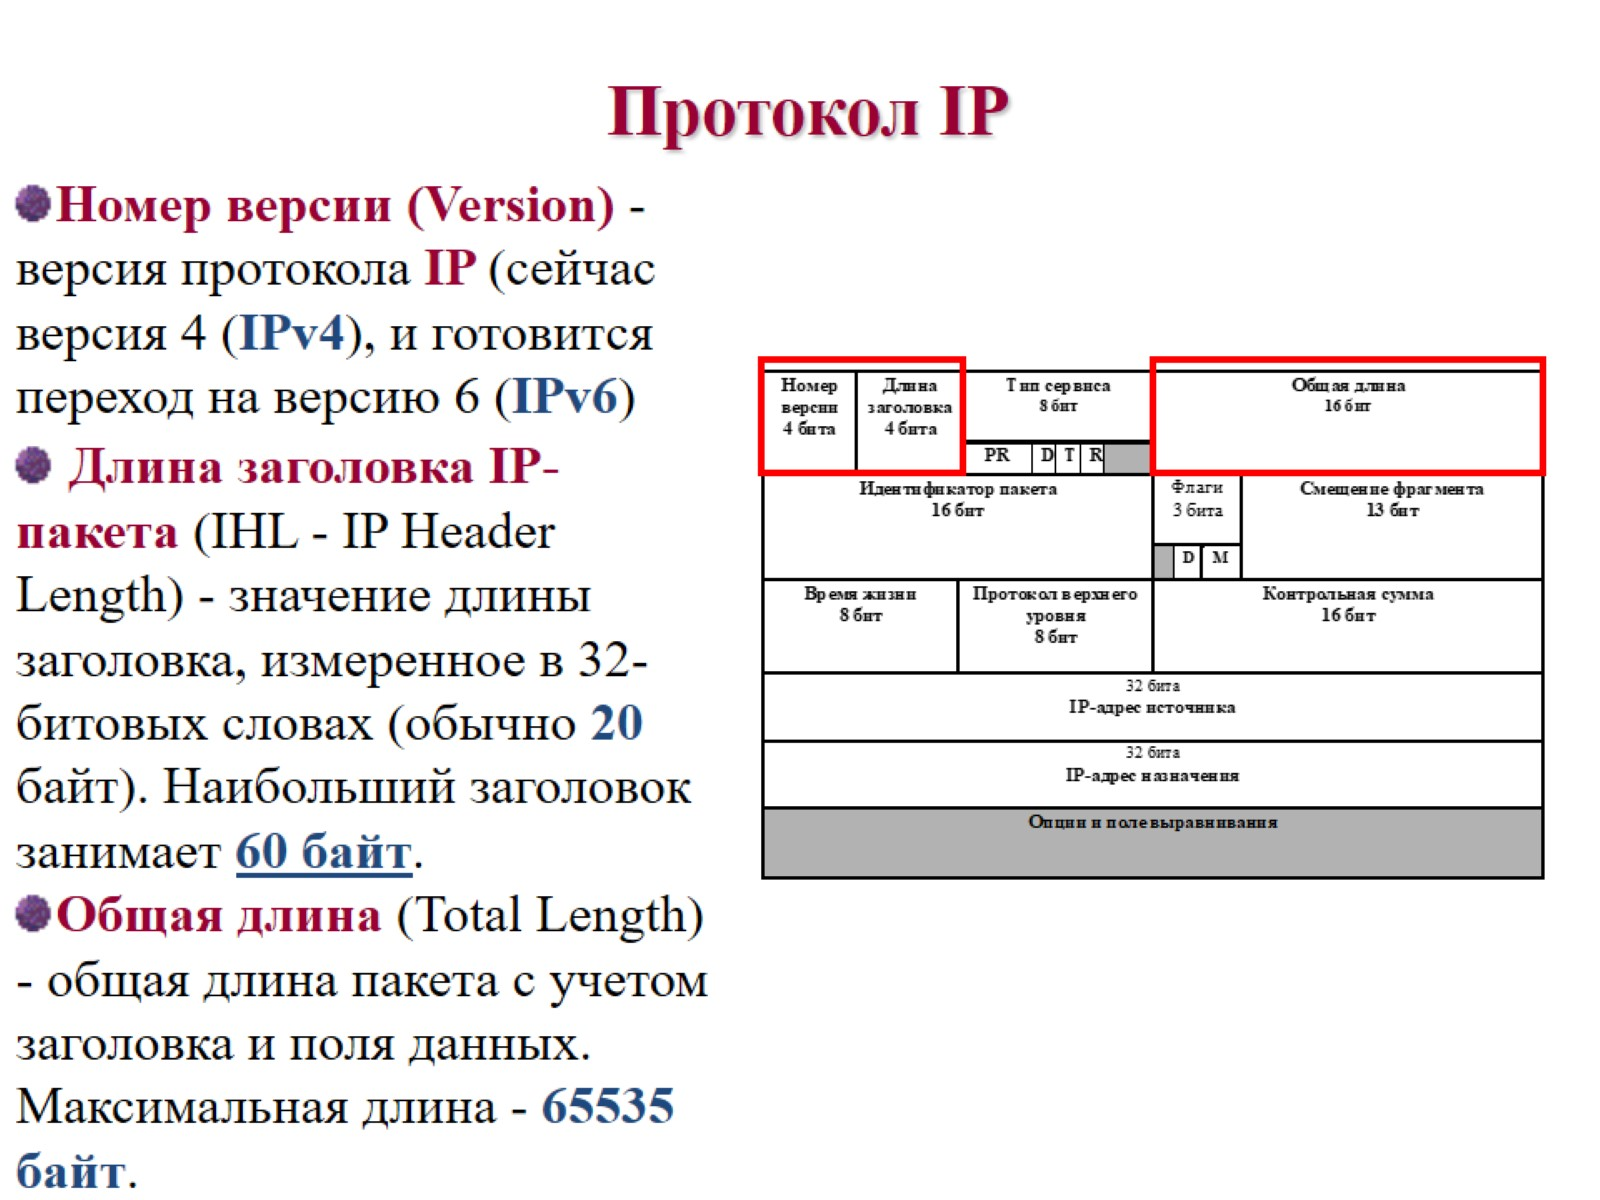 Протокол IP
Номер версии (Version) -
версия протокола IP (сейчас
версия 4 (IPv4), и готовится
переход на версию 6 (IPv6)
Длина заголовка IP-
пакета (IHL - IP Header
Length) - значение длины
заголовка, измеренное в 32-
битовых словах (обычно 20
байт). Наибольший заголовок
занимает 60 байт.
Общая длина (Total Length)
- общая длина пакета с учетом
заголовка и поля данных.
Максимальная длина - 65535
байт.
Номер
версии
4 бита
Длина
заголовка
4 бита
Тип сервиса
8 бит
PR D T R
Общая длина
16 бит
Идентификатор пакета
16 бит
Флаги
3 бита
D M
Смещение фрагмента
13 бит
Время жизни
8 бит
Протокол верхнего
уровня
8 бит
Контрольная сумма
16 бит
32 бита
IP-адрес источника
32 бита
IP-адрес назначения
Опции и поле выравнивания